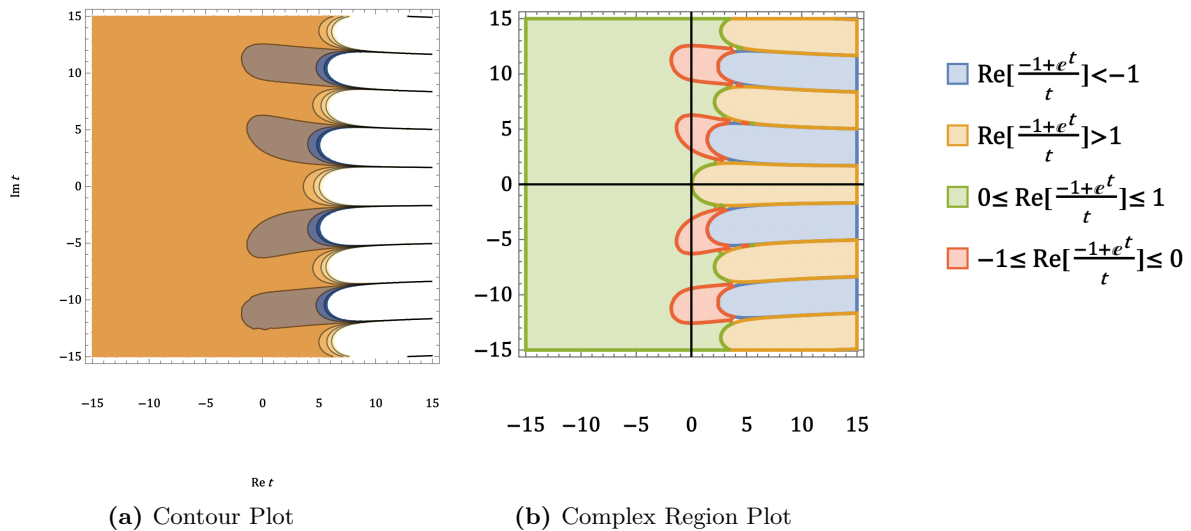 15
10
5
0
−5
−10
−15
Im t
−15 −10 −5 0 5 10 15
Re t
(a) Contour Plot
15
10
5
0
−5
−10
−15
−15 −10 −5 0 5 10 15
(b) Complex Region Plot
Re[(-1+ⅇ^t)/t]<−1
Re[(-1+ⅇ^t)/t]>1
0≤ Re[(-1+ⅇ^t)/t]≤ 1
−1≤ Re[(-1+ⅇ^t)/t]≤ 0